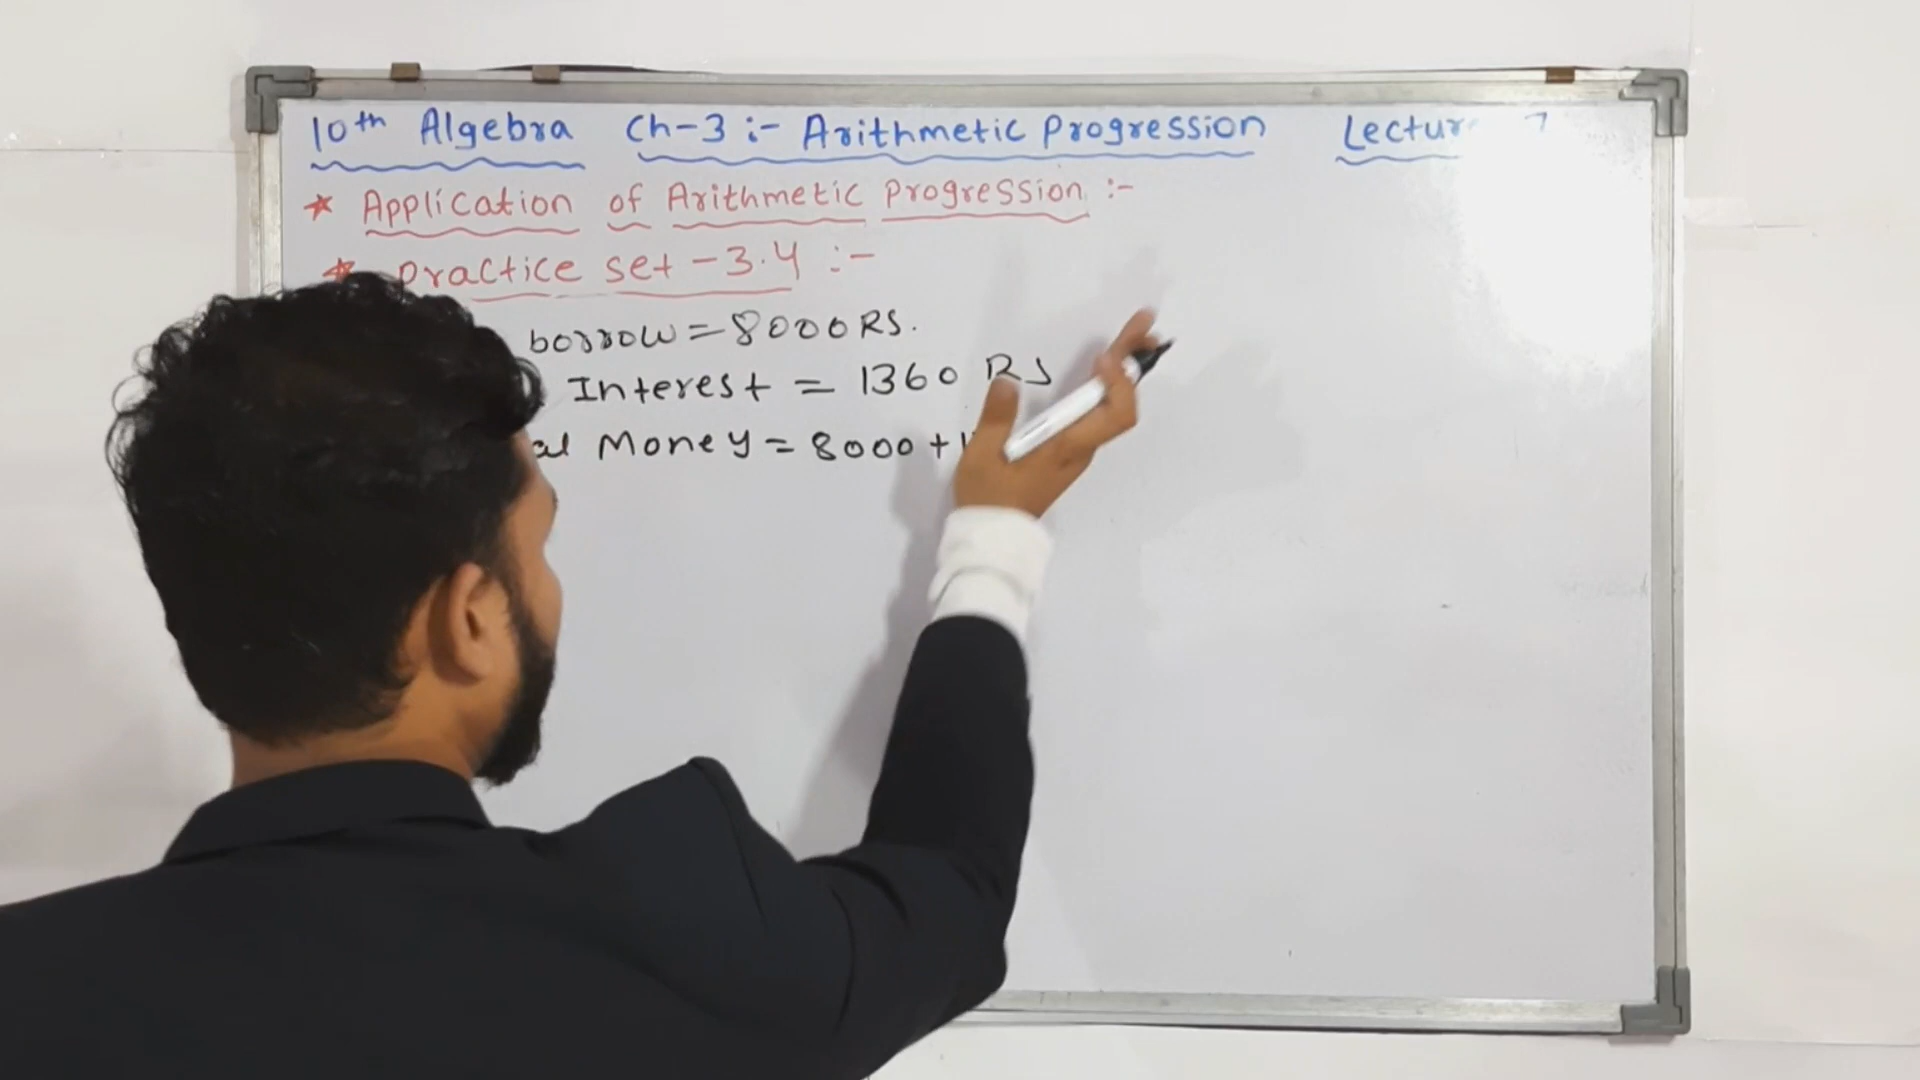 10th Algebra Ch-3 :- Arithmetic Progression Lectur 7
* Application of Arithmetic Progression :-
* Practice set - 3.4 :-
borrow = 8000 RS.
Interest = 1360 RS
al Money = 8000 + 1